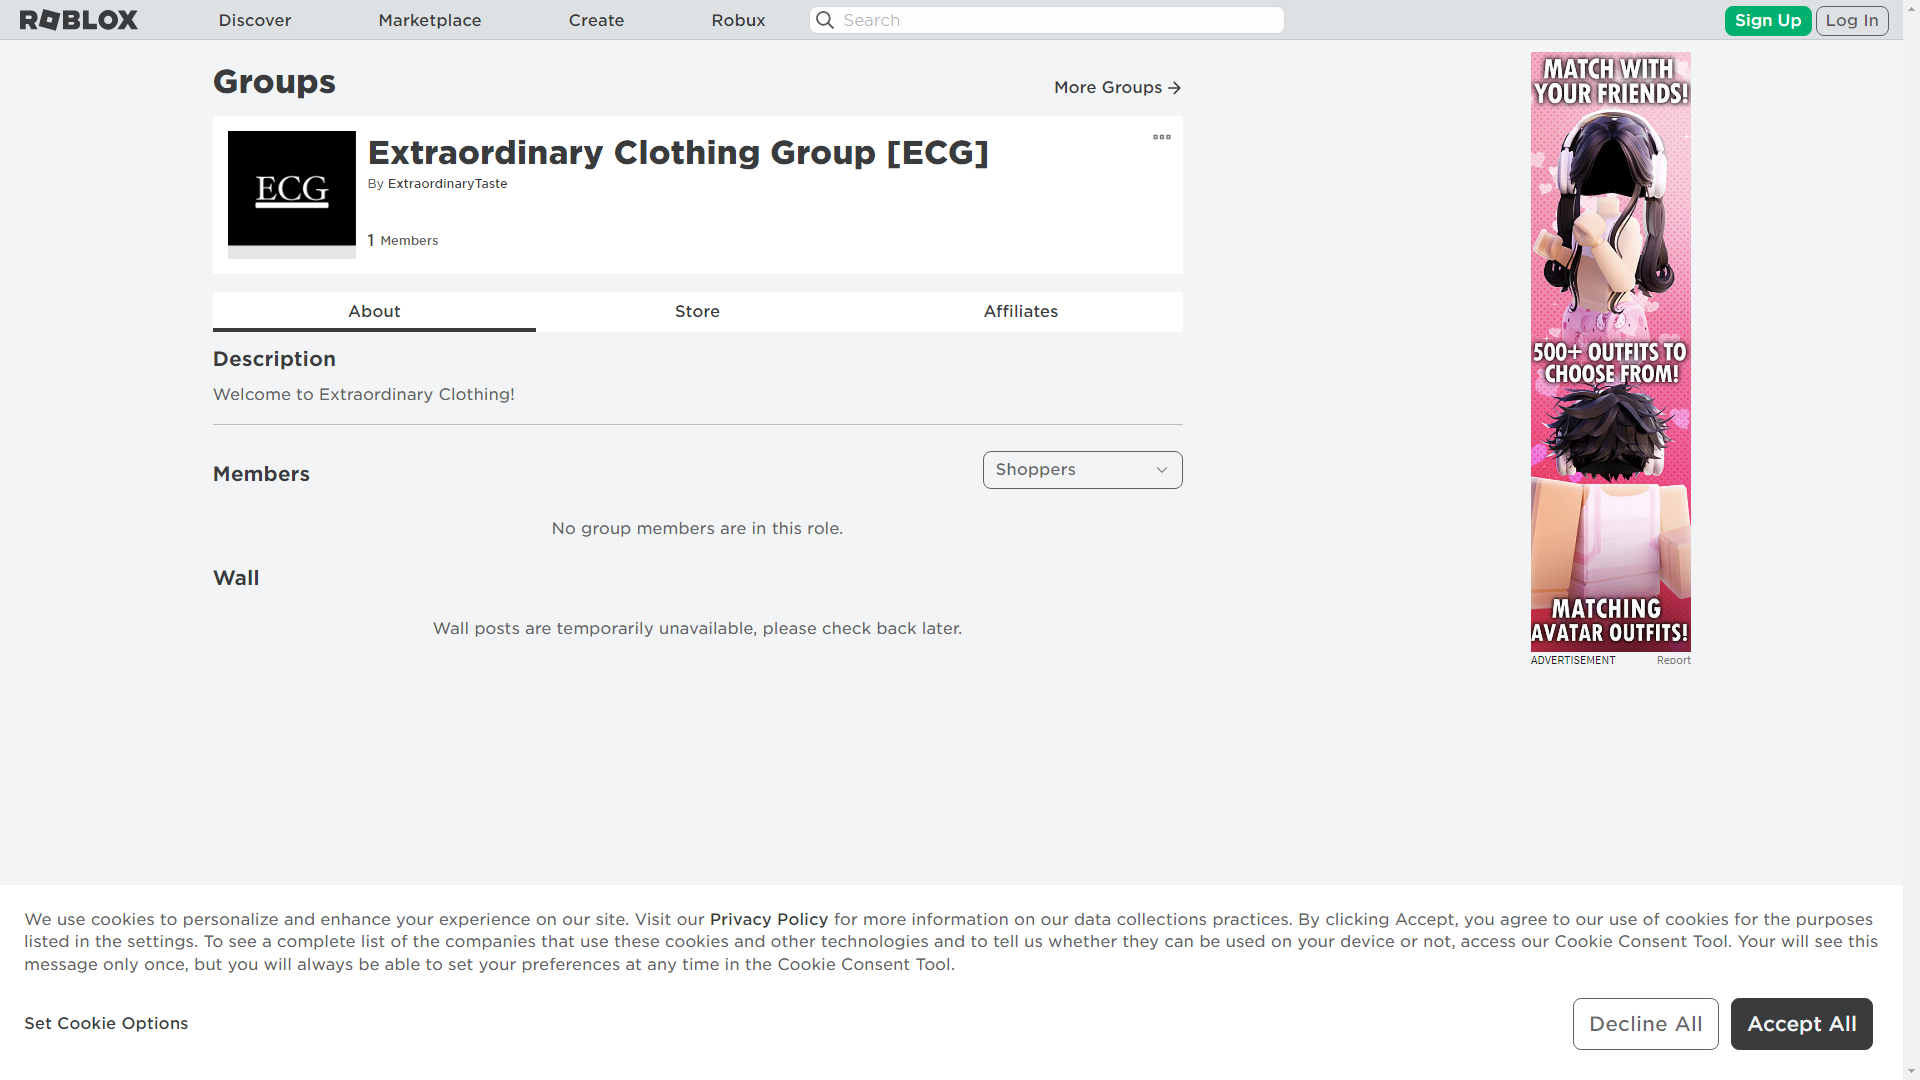 ROBLOX
Discover
Marketplace
Create
Robux
Search
Sign Up
Log In
Groups
More Groups
ECG
Extraordinary Clothing Group [ECG]
By ExtraordinaryTaste
1 Members
About
Store
Affiliates
Description
Welcome to Extraordinary Clothing!
Members
Shoppers
No group members are in this role.
Wall
Wall posts are temporarily unavailable, please check back later.
MATCH WITH
YOUR FRIENDS!
500+ OUTFITS TO
CHOOSE FROM!
MATCHING
AVATAR OUTFITS!
ADVERTISEMENT
Report
We use cookies to personalize and enhance your experience on our site. Visit our Privacy Policy for more information on our data collections practices. By clicking Accept, you agree to our use of cookies for the purposes
listed in the settings. To see a complete list of the companies that use these cookies and other technologies and to tell us whether they can be used on your device or not, access our Cookie Consent Tool. Your will see this
message only once, but you will always be able to set your preferences at any time in the Cookie Consent Tool.
Set Cookie Options
Decline All
Accept All